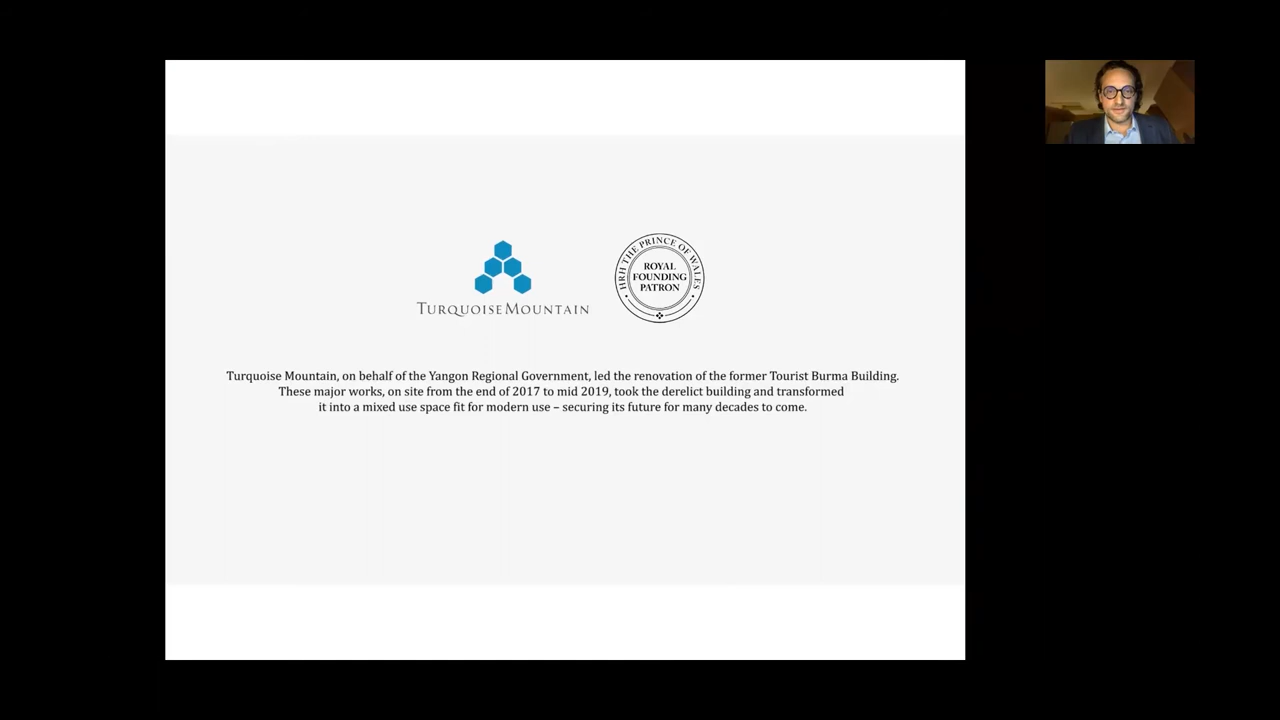 TURQUOISE MOUNTAIN
HRH THE PRINCE OF WALES
ROYAL
FOUNDING
PATRON
Turquoise Mountain, on behalf of the Yangon Regional Government, led the renovation of the former Tourist Burma Building.
These major works, on site from the end of 2017 to mid 2019, took the derelict building and transformed
it into a mixed use space fit for modern use – securing its future for many decades to come.